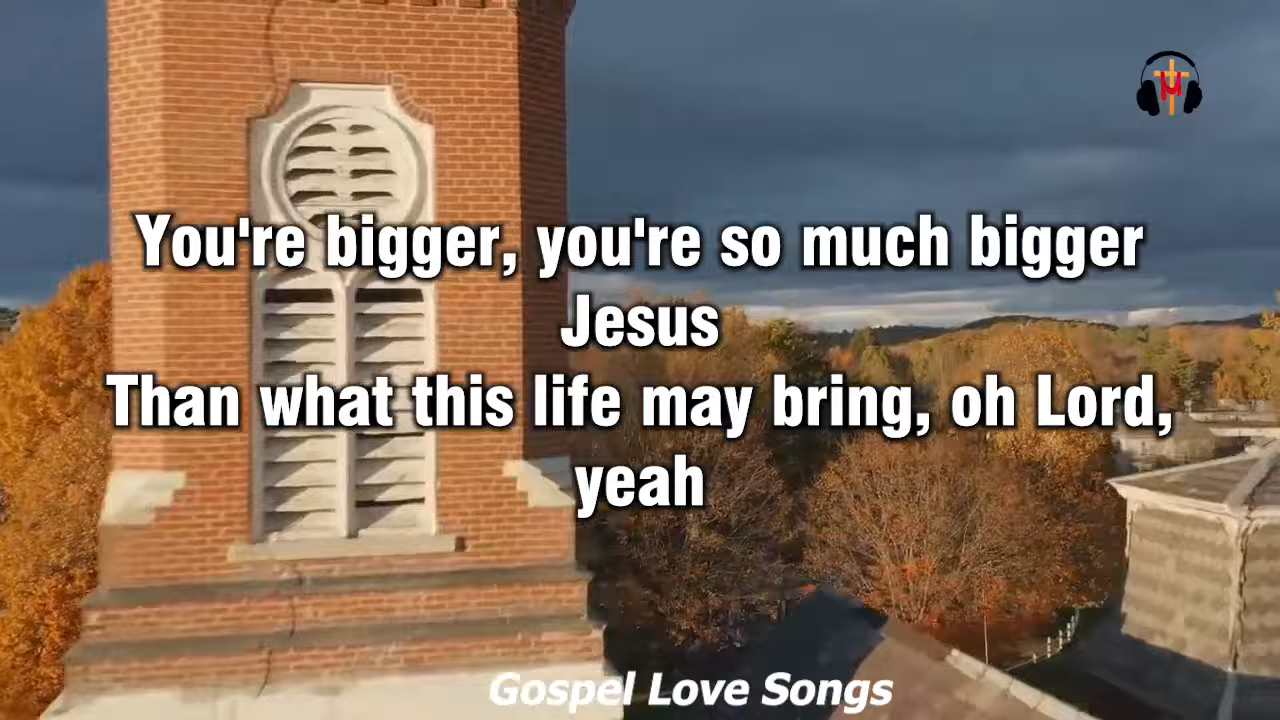 You're bigger, you're so much bigger
Jesus
Than what this life may bring, oh Lord,
yeah
Gospel Love Songs